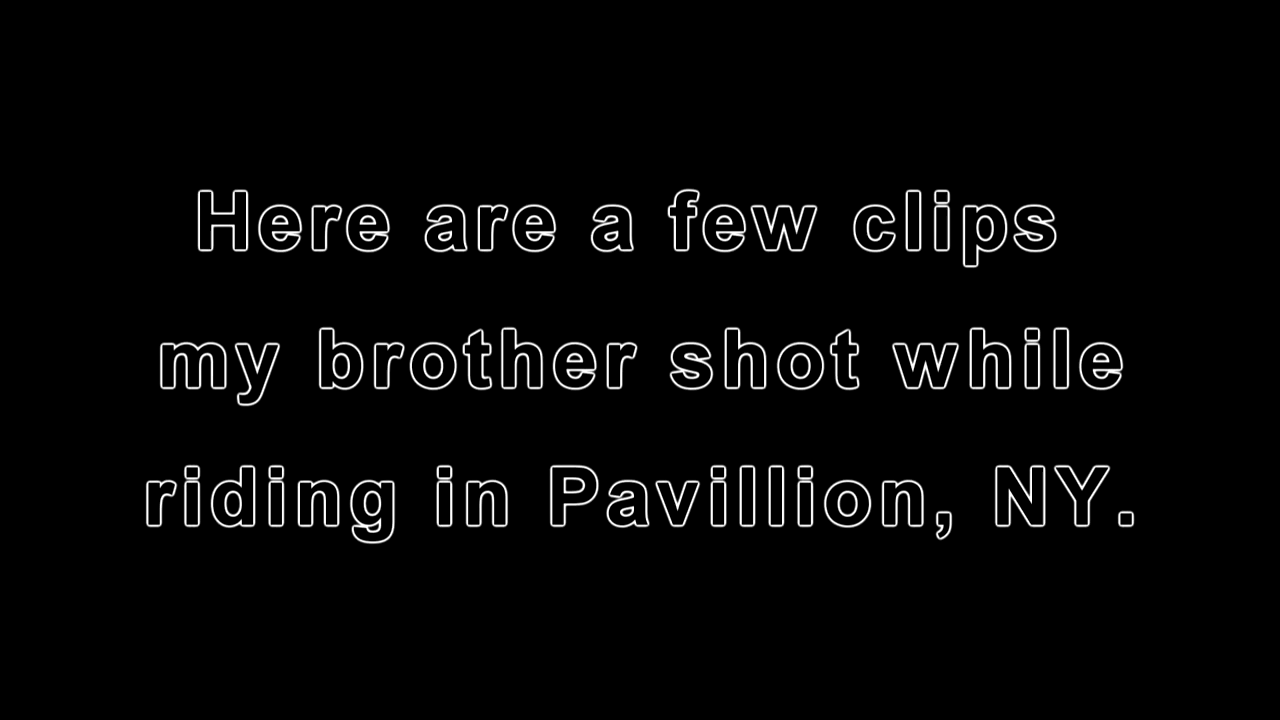 Here are a few clips
my brother shot while
riding in Pavillion, NY.